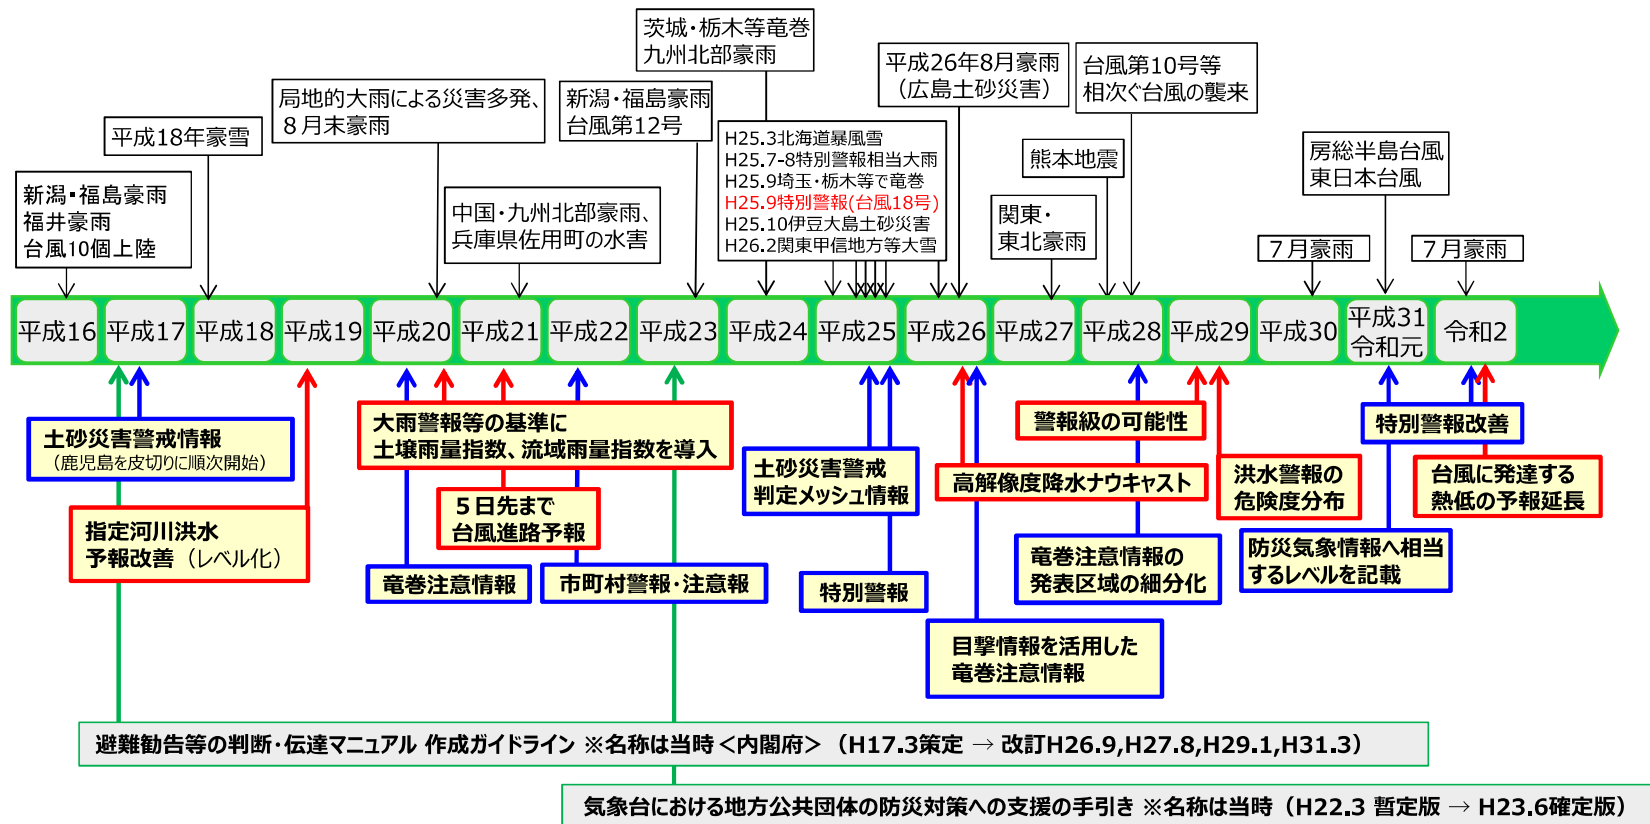 茨城・栃木等竜巻
九州北部豪雨
平成26年8月豪雨
（広島土砂災害）
台風第10号等
相次ぐ台風の襲来
局地的大雨による災害多発、
８月末豪雨
新潟・福島豪雨
台風第12号
平成18年豪雪
H25.3北海道暴風雪
H25.7-8特別警報相当大雨
H25.9埼玉・栃木等で竜巻
H25.9特別警報(台風18号)
H25.10伊豆大島土砂災害
H26.2関東甲信地方等大雪
熊本地震
房総半島台風
東日本台風
新潟・福島豪雨
福井豪雨
台風10個上陸
中国・九州北部豪雨、
兵庫県佐用町の水害
関東・
東北豪雨
７月豪雨
７月豪雨
平成16
平成17
平成18
平成19
平成20
平成21
平成22
平成23
平成24
平成25
平成26
平成27
平成28
平成29
平成30
平成31
令和元
令和2
土砂災害警戒情報
（鹿児島を皮切りに順次開始）
大雨警報等の基準に
土壌雨量指数、流域雨量指数を導入
警報級の可能性
特別警報改善
土砂災害警戒
判定メッシュ情報
高解像度降水ナウキャスト
洪水警報の
危険度分布
台風に発達する
熱低の予報延長
指定河川洪水
予報改善（レベル化）
５日先まで
台風進路予報
竜巻注意情報
市町村警報・注意報
特別警報
竜巻注意情報の
発表区域の細分化
防災気象情報へ相当
するレベルを記載
目撃情報を活用した
竜巻注意情報
避難勧告等の判断・伝達マニュアル 作成ガイドライン ※名称は当時＜内閣府＞（H17.3策定 → 改訂H26.9,H27.8,H29.1,H31.3）
気象台における地方公共団体の防災対策への支援の手引き ※名称は当時（H22.3 暫定版 → H23.6確定版）